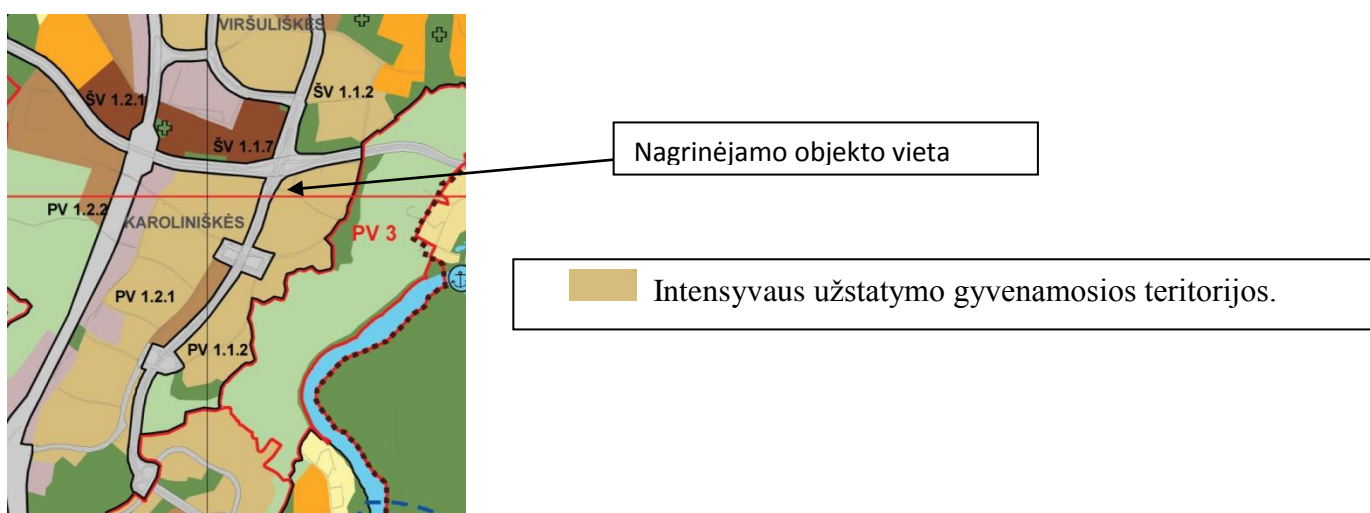 VIRŠULIŠKĖS
ŠV 1.2.1
ŠV 1.1.2
ŠV 1.1.7
PV 1.2.2
KAROLINIŠKĖS
PV 3
PV 1.2.1
PV 1.1.2
Nagrinėjamo objekto vieta
Intensyvaus užstatymo gyvenamosios teritorijos.